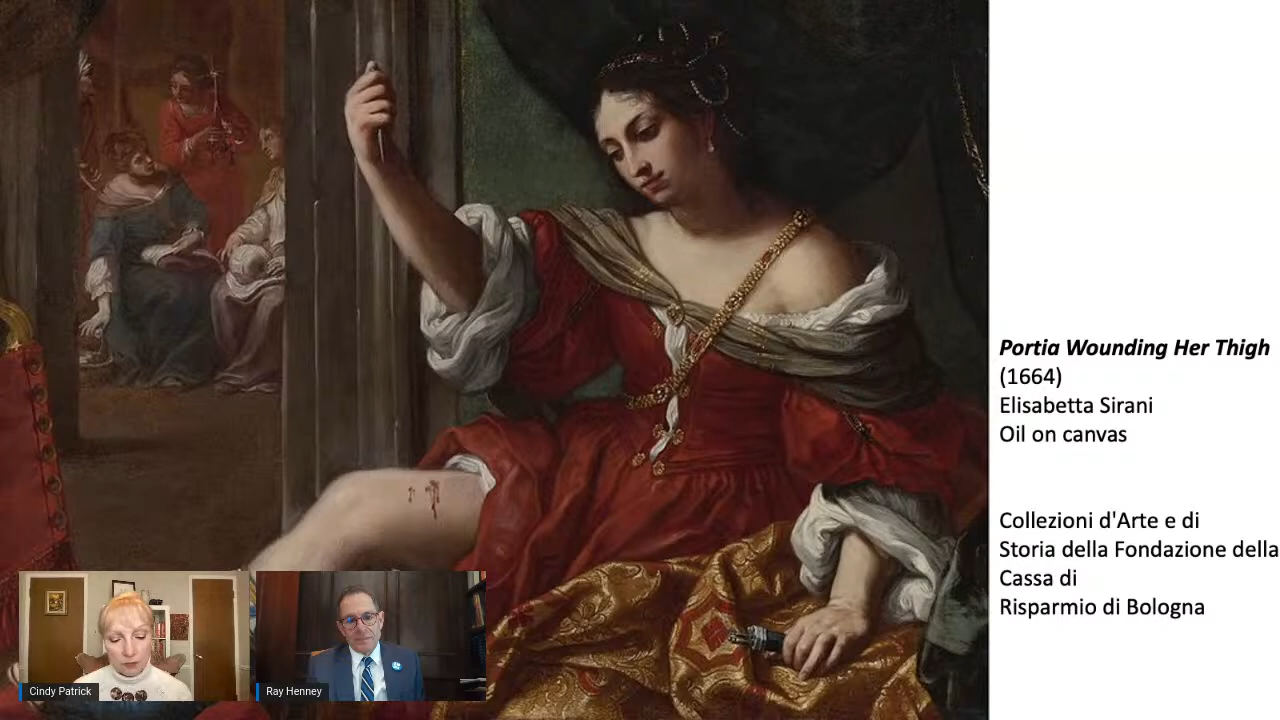 Portia Wounding Her Thigh
(1664)
Elisabetta Sirani
Oil on canvas
Collezioni d'Arte e di
Storia della Fondazione della
Cassa di
Risparmio di Bologna
Cindy Patrick
Ray Henney